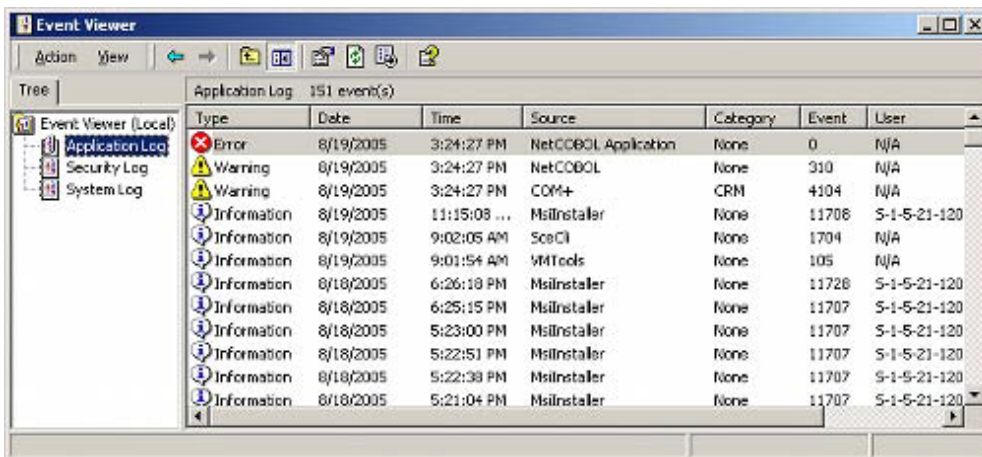 Event Viewer
Action View
Tree
Application Log 151 event(s)
Event Viewer (Local)
Application Log
Security Log
System Log
Type Date Time Source Category Event User
Error 8/19/2005 3:24:27 PM NetCOBOL Application None 0 N/A
Warning 8/19/2005 3:24:27 PM NetCOBOL None 310 N/A
Warning 8/19/2005 3:24:27 PM COM+ CRM 4104 N/A
Information 8/19/2005 11:15:08 ... MsiInstaller None 11708 S-1-5-21-120
Information 8/19/2005 9:02:05 AM SceCli None 1704 N/A
Information 8/19/2005 9:01:54 AM VMTools None 105 N/A
Information 8/18/2005 6:26:18 PM MsiInstaller None 11728 S-1-5-21-120
Information 8/18/2005 6:25:15 PM MsiInstaller None 11707 S-1-5-21-120
Information 8/18/2005 5:23:00 PM MsiInstaller None 11707 S-1-5-21-120
Information 8/18/2005 5:22:51 PM MsiInstaller None 11707 S-1-5-21-120
Information 8/18/2005 5:22:38 PM MsiInstaller None 11707 S-1-5-21-120
Information 8/18/2005 5:21:04 PM MsiInstaller None 11707 S-1-5-21-120